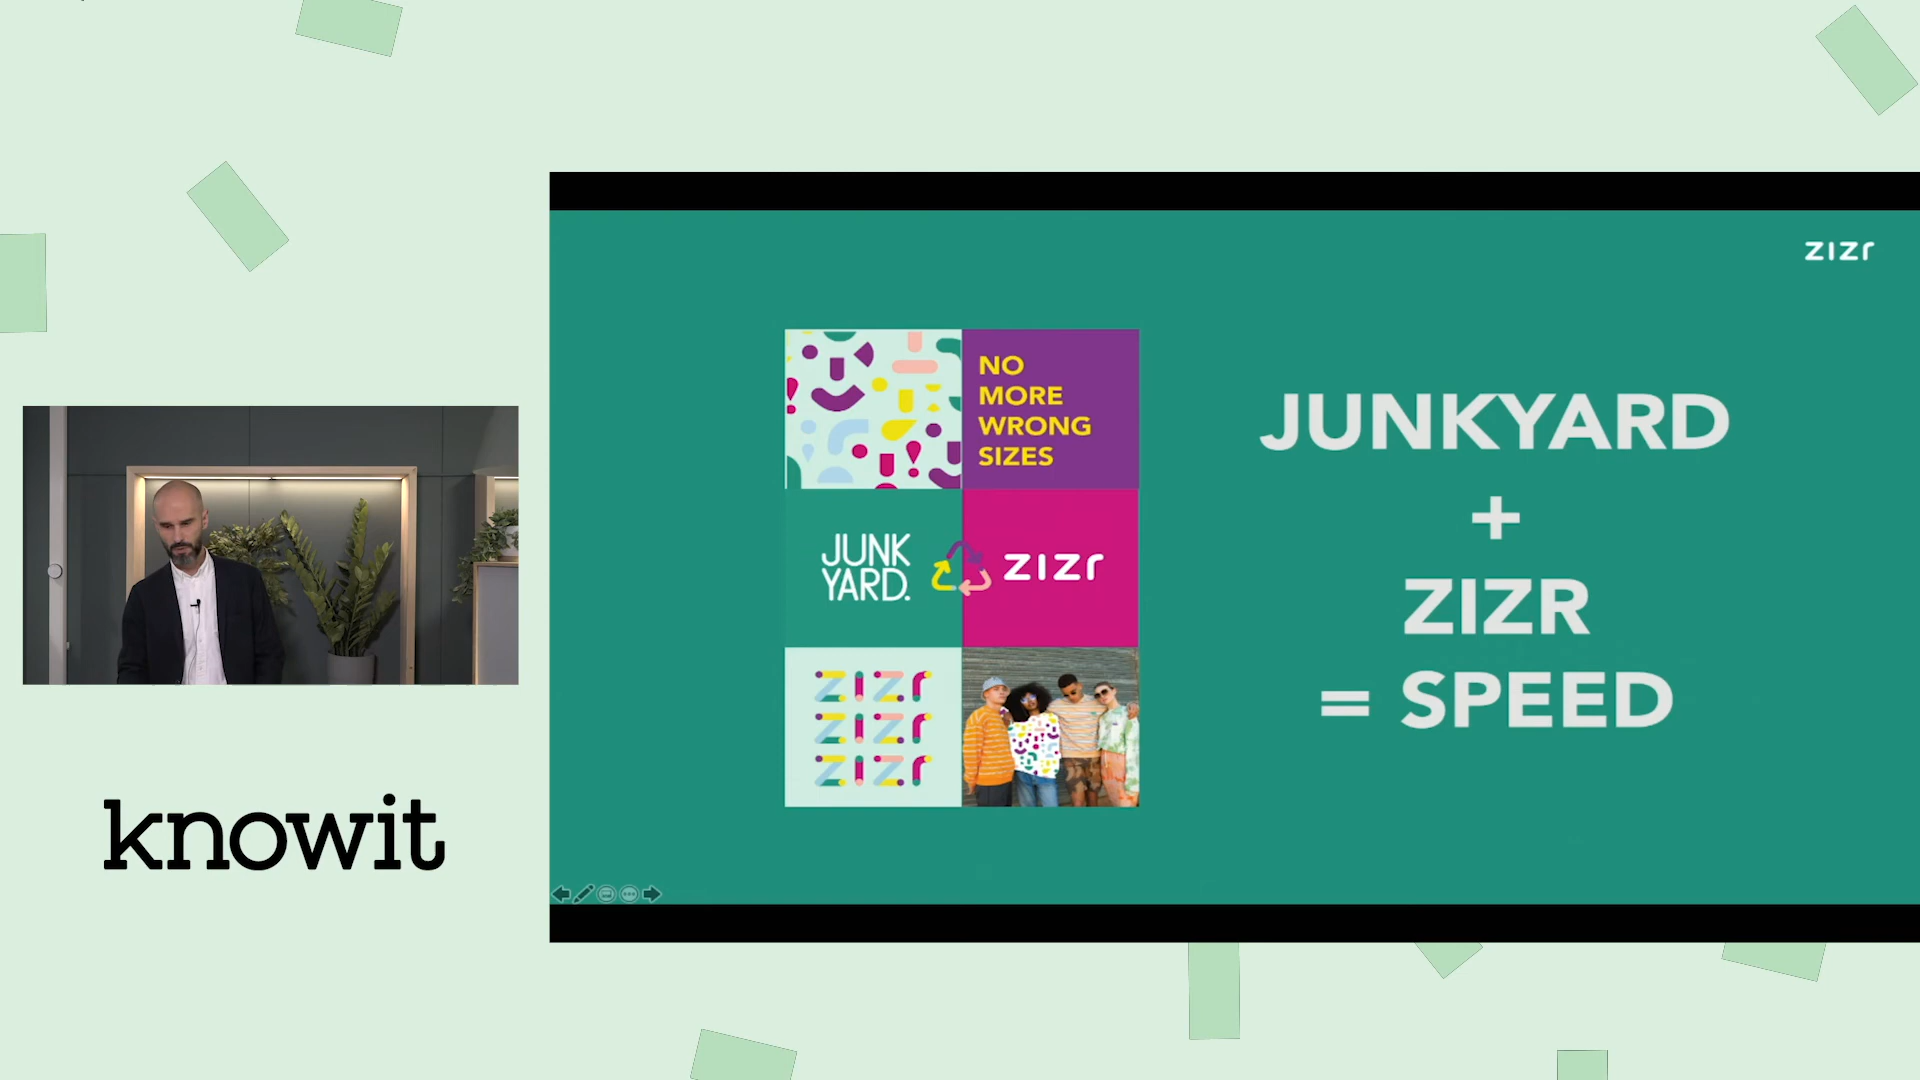 zizr
NO
MORE
WRONG
SIZES
JUNK
YARD.
zizr
zizr
zizr
zizr
JUNKYARD
+
ZIZR
= SPEED
knowit